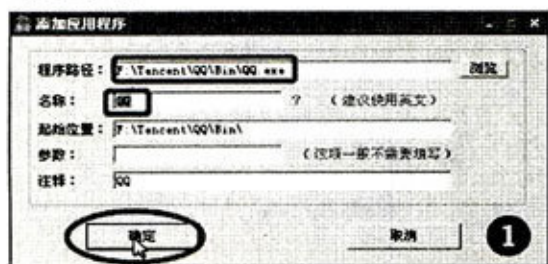 添加应用程序
程序路径： F:\Tencent\QQ\Bin\QQ.exe 浏览
名称： QQ ? （建议使用英文）
起始位置： F:\Tencent\QQ\Bin\
参数： （这项一般不需要填写）
注释： QQ
确定 取消 1